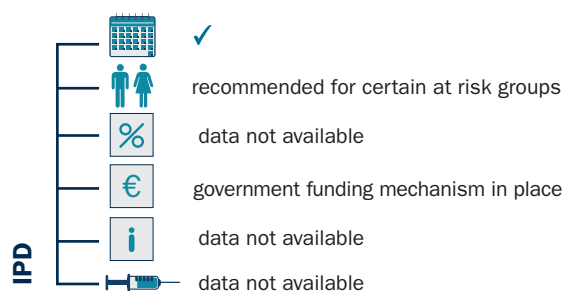 ✓
recommended for certain at risk groups
% data not available
€ government funding mechanism in place
i data not available
IPD
data not available